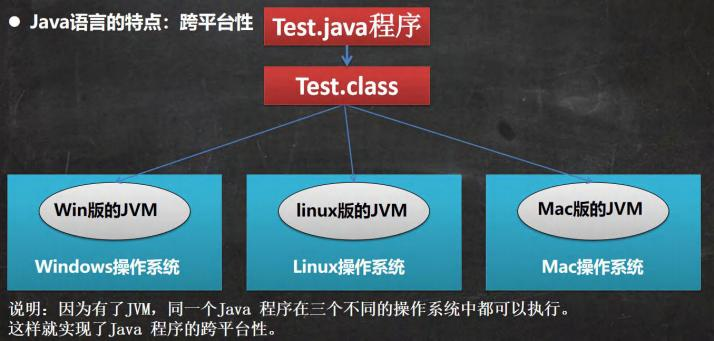 ● Java语言的特点：跨平台性
Test.java程序
Test.class
Win版的JVM
linux版的JVM
Mac版的JVM
Windows操作系统
Linux操作系统
Mac操作系统
说明：因为有了JVM，同一个Java 程序在三个不同的操作系统中都可以执行。
这样就实现了Java 程序的跨平台性。